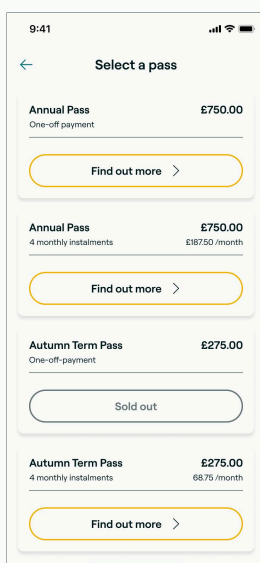 9:41
Select a pass
Annual Pass £750.00
One-off payment
Find out more
Annual Pass £750.00
4 monthly instalments £187.50 /month
Find out more
Autumn Term Pass £275.00
One-off-payment
Sold out
Autumn Term Pass £275.00
4 monthly instalments 68.75 /month
Find out more